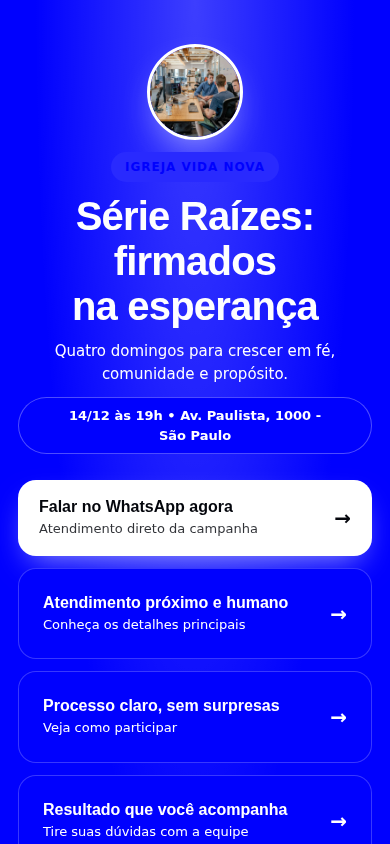 IGREJA VIDA NOVA
Série Raízes:
firmados
na esperança
Quatro domingos para crescer em fé,
comunidade e propósito.
14/12 às 19h • Av. Paulista, 1000 -
São Paulo
Falar no WhatsApp agora
Atendimento direto da campanha
→
Atendimento próximo e humano
Conheça os detalhes principais
→
Processo claro, sem surpresas
Veja como participar
→
Resultado que você acompanha
Tire suas dúvidas com a equipe
→